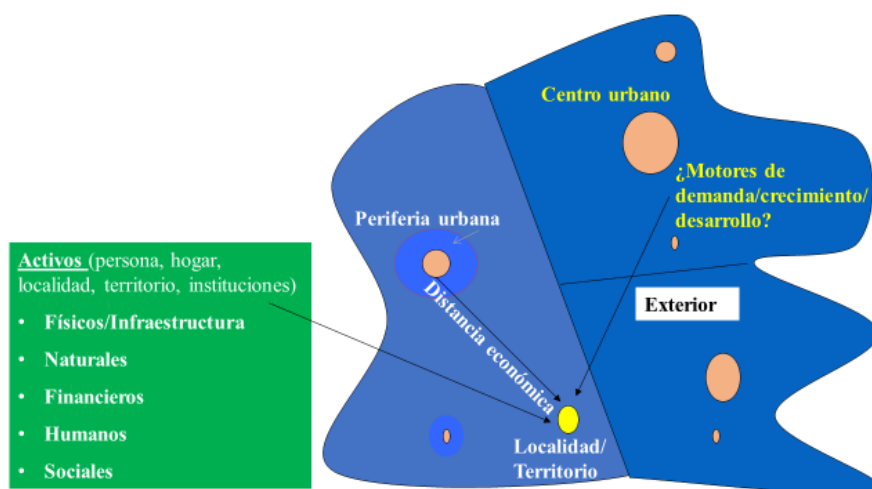 Centro urbano
¿Motores de
demanda/crecimiento/
desarrollo?
Periferia urbana
Activos (persona, hogar,
localidad, territorio, instituciones)
• Físicos/Infraestructura
• Naturales
• Financieros
• Humanos
• Sociales
Distancia económica
Exterior
Localidad/
Territorio